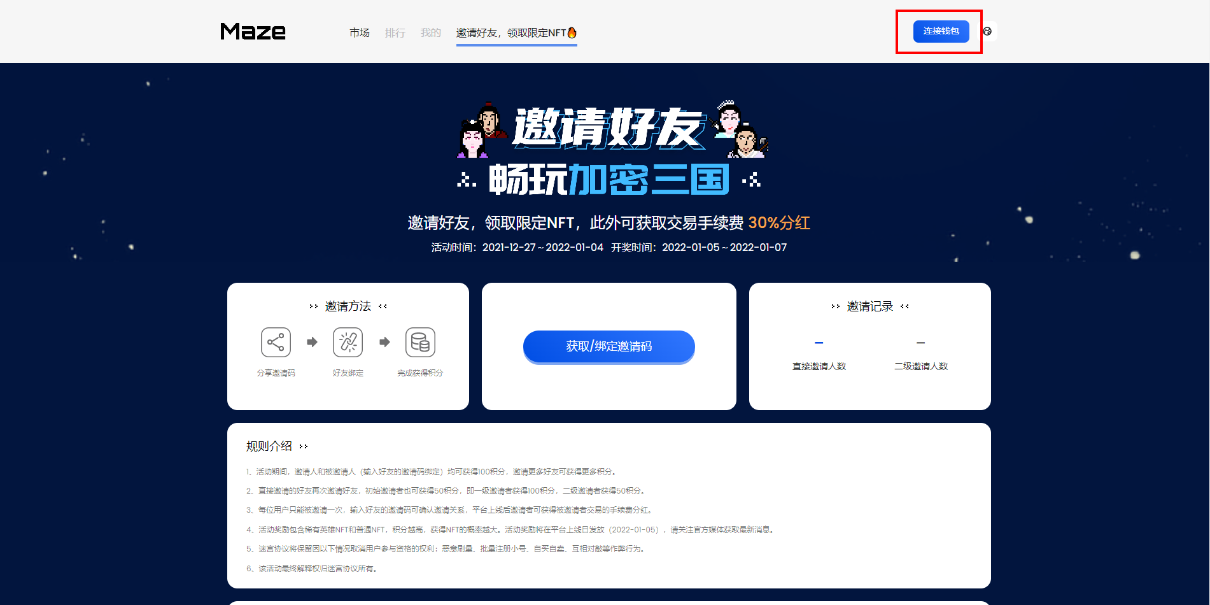 Maze
市场 排行 我的 邀请好友，领取限定NFT🔥 连接钱包
邀请好友
畅玩加密三国
邀请好友，领取限定NFT，此外可获取交易手续费 30%分红
活动时间：2021-12-27～2022-01-04 开奖时间：2022-01-05～2022-01-07
邀请方法
分享邀请码 好友绑定 完成获得积分
获取/绑定邀请码
邀请记录
直接邀请人数 二级邀请人数
规则介绍
1、活动期间，邀请人和被邀请人（输入好友的邀请码绑定）均可获得100积分，邀请更多好友可获得更多积分。
2、直接邀请的好友再次邀请好友，初始邀请者也可获得50积分，即一级邀请者获得100积分，二级邀请者获得50积分。
3、每位用户只能被邀请一次，输入好友的邀请码可确认邀请关系，平台上线后邀请者可获得被邀请者交易的手续费分红。
4、活动奖励包含稀有英雄NFT和普通NFT，积分越高，获得NFT的概率越大。活动奖励将在平台上线日发放（2022-01-05），请关注官方媒体获取最新消息。
5、迷宫协议将保留因以下情况取消用户参与资格的权利：恶意刷量、批量注册小号、自买自卖、互相对敲等作弊行为。
6、该活动最终解释权归迷宫协议所有。